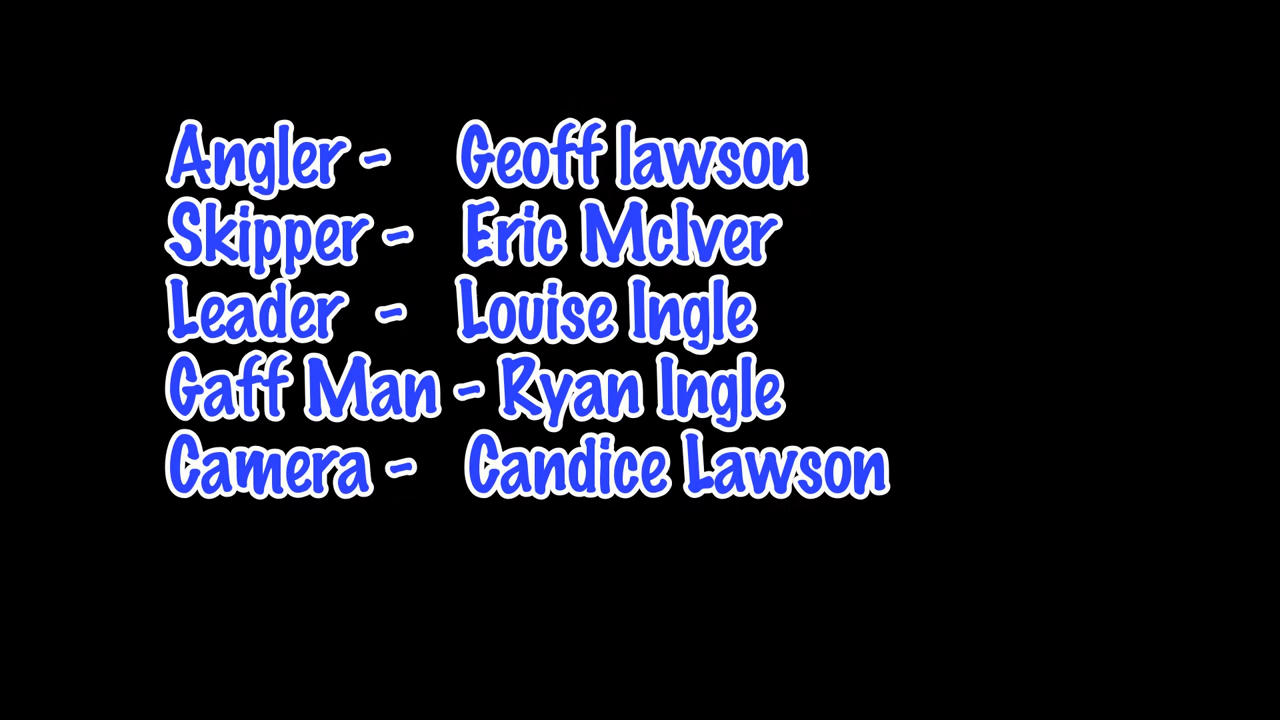 Angler - Geoff lawson
Skipper - Eric McIver
Leader - Louise Ingle
Gaff Man - Ryan Ingle
Camera - Candice Lawson